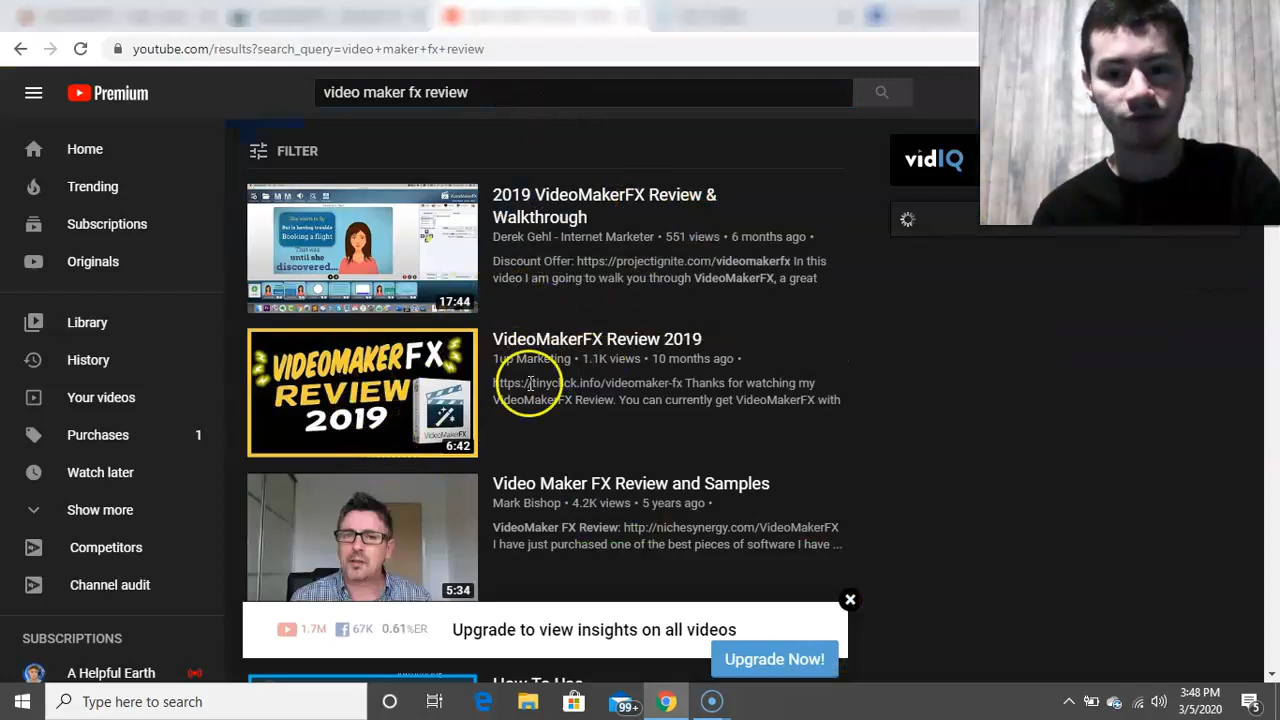 youtube.com/results?search_query=video+maker+fx+review
Premium
video maker fx review
Home
Trending
Subscriptions
Originals
Library
History
Your videos
Purchases 1
Watch later
Show more
Competitors
Channel audit
SUBSCRIPTIONS
A Helpful Earth
FILTER
vidIQ
17:44
2019 VideoMakerFX Review &
Walkthrough
Derek Gehl - Internet Marketer • 551 views • 6 months ago •
Discount Offer: https://projectignite.com/videomakerfx In this
video I am going to walk you through VideoMakerFX, a great
VIDEOMAKERFX
REVIEW
2019
VideoMakerFX
6:42
VideoMakerFX Review 2019
1up Marketing • 1.1K views • 10 months ago •
https://tinyclick.info/videomaker-fx Thanks for watching my
VideoMakerFX Review. You can currently get VideoMakerFX with
5:34
Video Maker FX Review and Samples
Mark Bishop • 4.2K views • 5 years ago •
VideoMaker FX Review: http://nichesynergy.com/VideoMakerFX
I have just purchased one of the best pieces of software I have ...
1.7M 67K 0.61%ER
Upgrade to view insights on all videos
Upgrade Now!
How To Use
Type here to search
99+
3:48 PM
3/5/2020
5